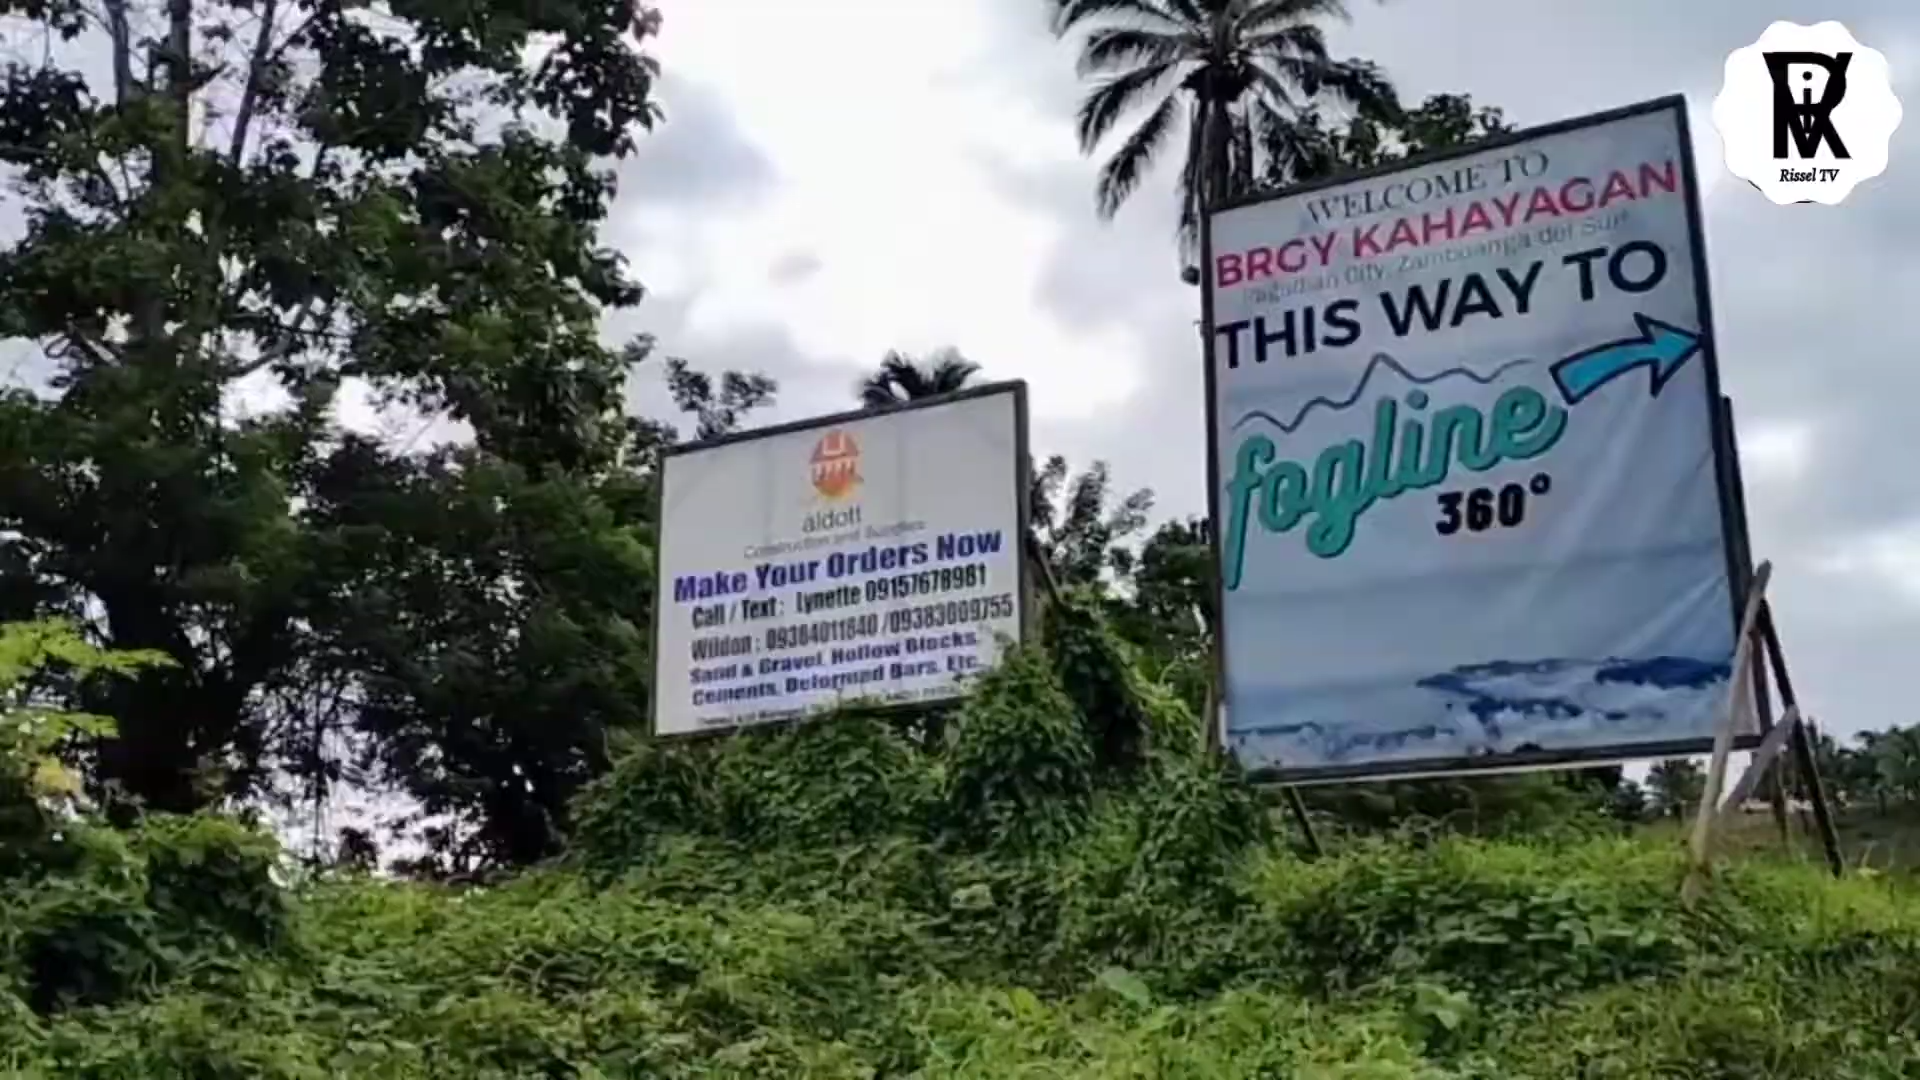 WELCOME TO
BRGY KAHAYAGAN
Pagadian City, Zamboanga del Sur
THIS WAY TO
fogline
360°
aldott
Construction and Supplies
Make Your Orders Now
Call / Text : Lynette 09157678981
Wildon : 09384011840 /09383009755
Sand & Gravel, Hollow Blocks,
Cements, Deformed Bars, Etc.
Rissel TV